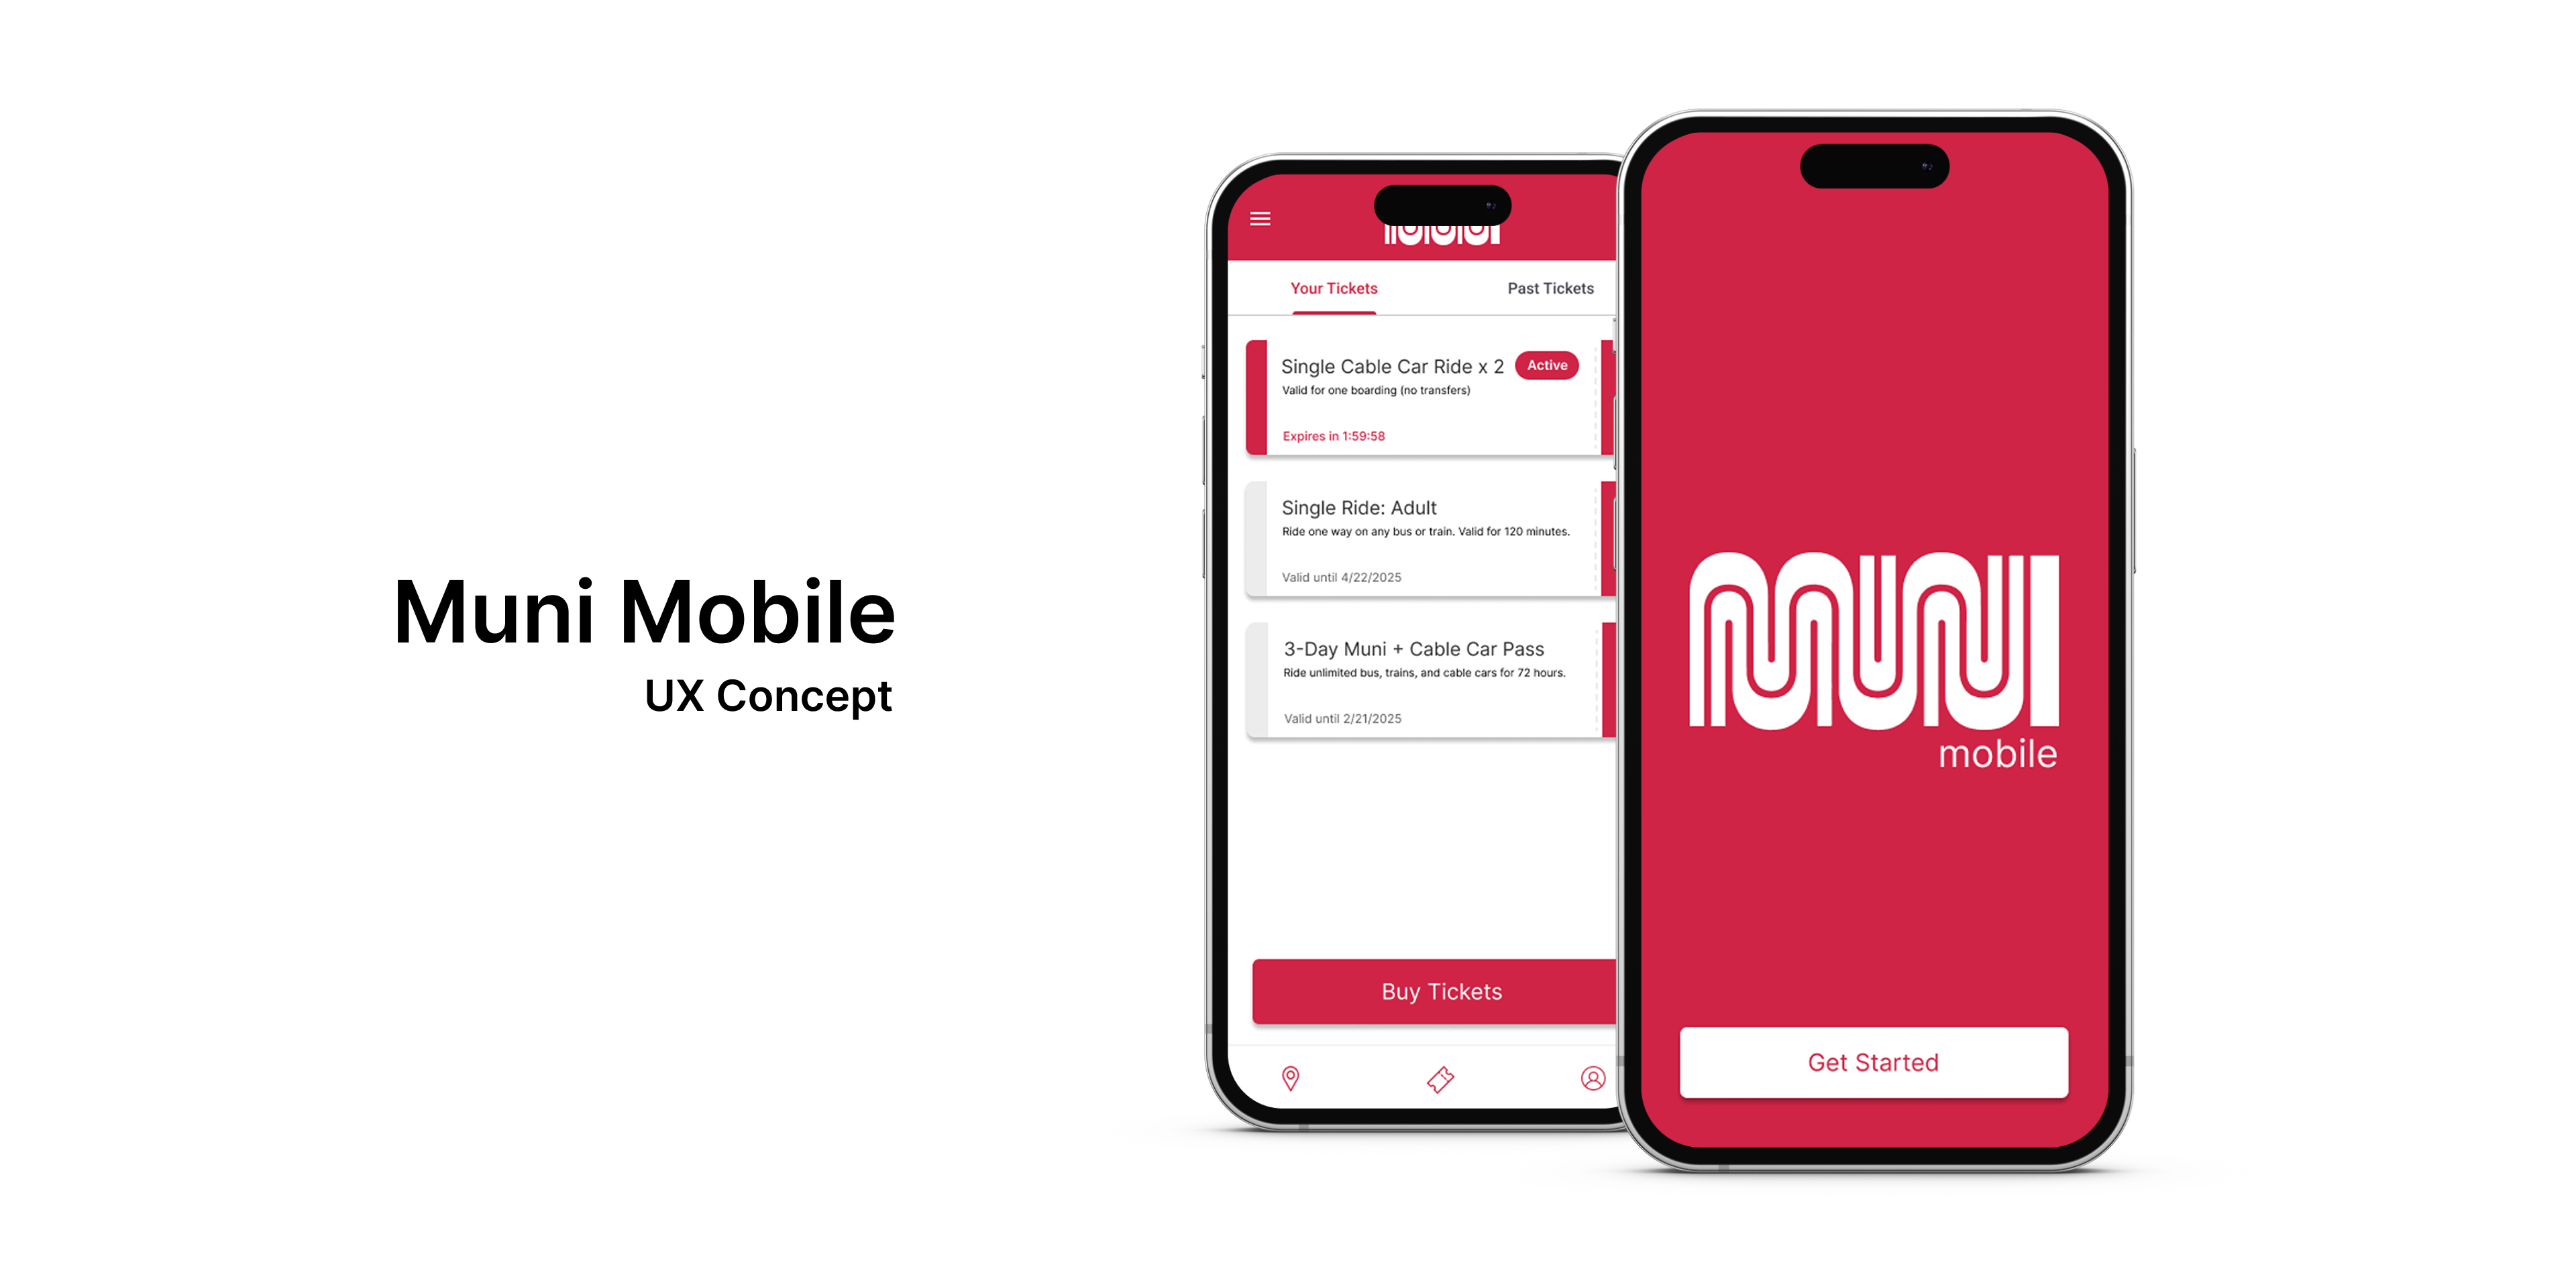 Muni Mobile
UX Concept
Your Tickets
Past Tickets
Single Cable Car Ride x 2
Active
Valid for one boarding (no transfers)
Expires in 1:59:58
Single Ride: Adult
Ride one way on any bus or train. Valid for 120 minutes.
Valid until 4/22/2025
3-Day Muni + Cable Car Pass
Ride unlimited bus, trains, and cable cars for 72 hours.
Valid until 2/21/2025
Buy Tickets
MUNI
mobile
Get Started